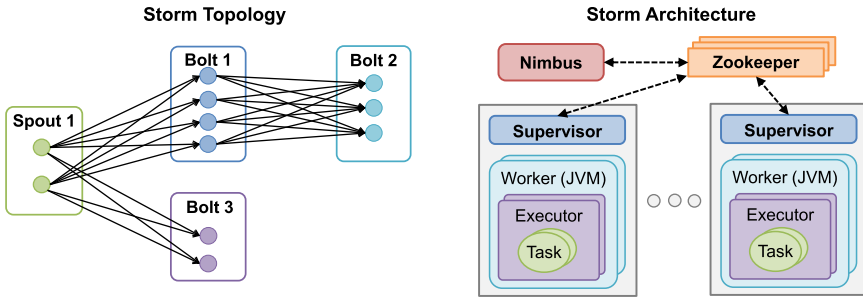 Storm Topology
Spout 1
Bolt 1
Bolt 2
Bolt 3
Storm Architecture
Nimbus
Zookeeper
Supervisor
Worker (JVM)
Executor
Task
Supervisor
Worker (JVM)
Executor
Task